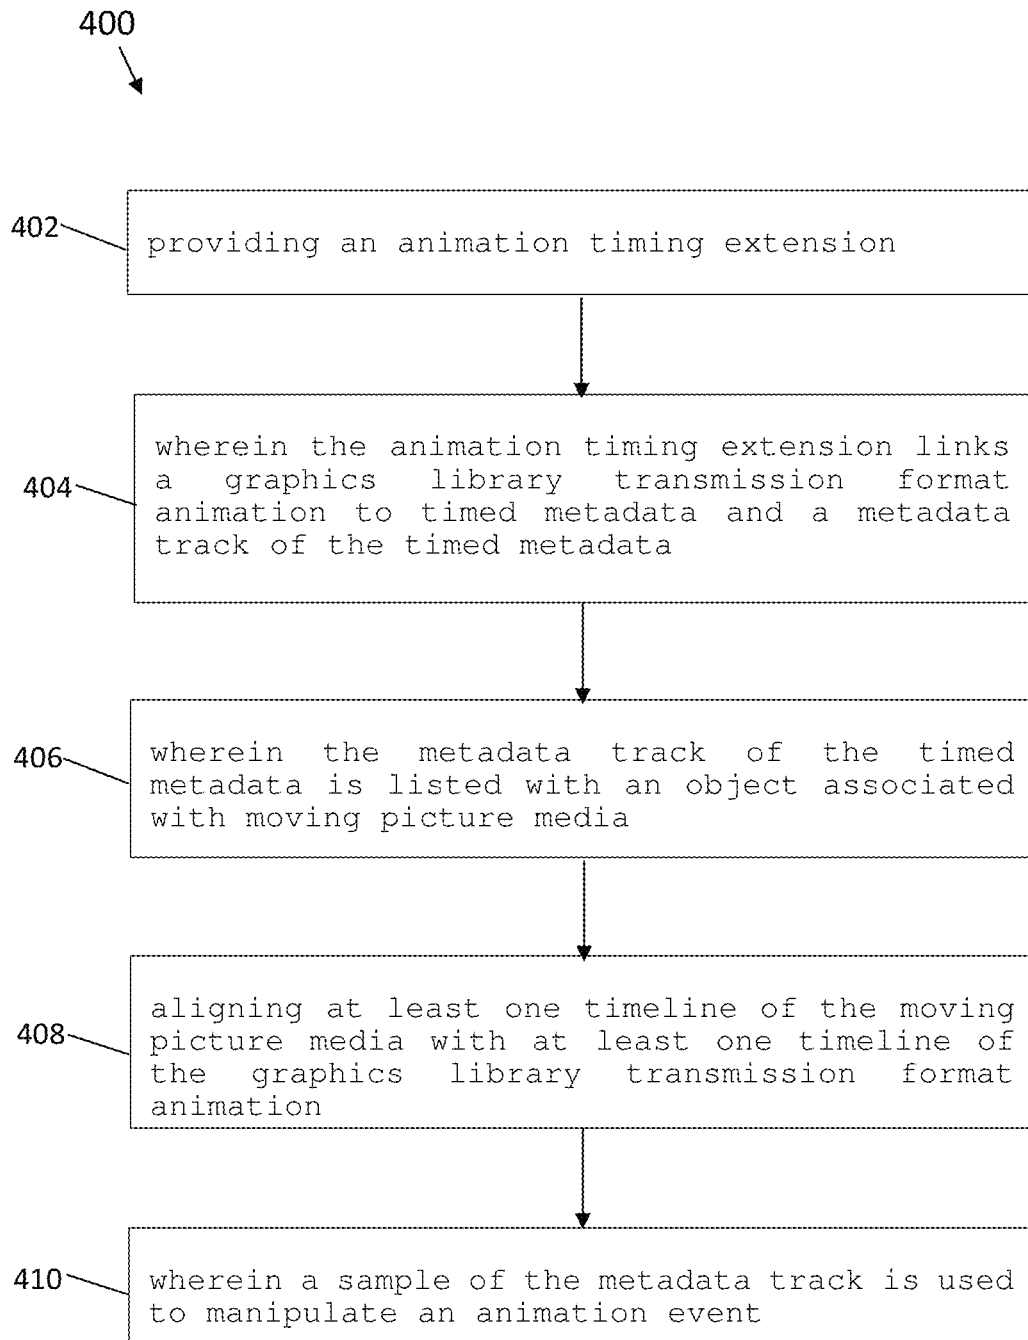 400
402
providing an animation timing extension
404
wherein the animation timing extension links
a graphics library transmission format
animation to timed metadata and a metadata
track of the timed metadata
406
wherein the metadata track of the timed
metadata is listed with an object associated
with moving picture media
408
aligning at least one timeline of the moving
picture media with at least one timeline of
the graphics library transmission format
animation
410
wherein a sample of the metadata track is used
to manipulate an animation event